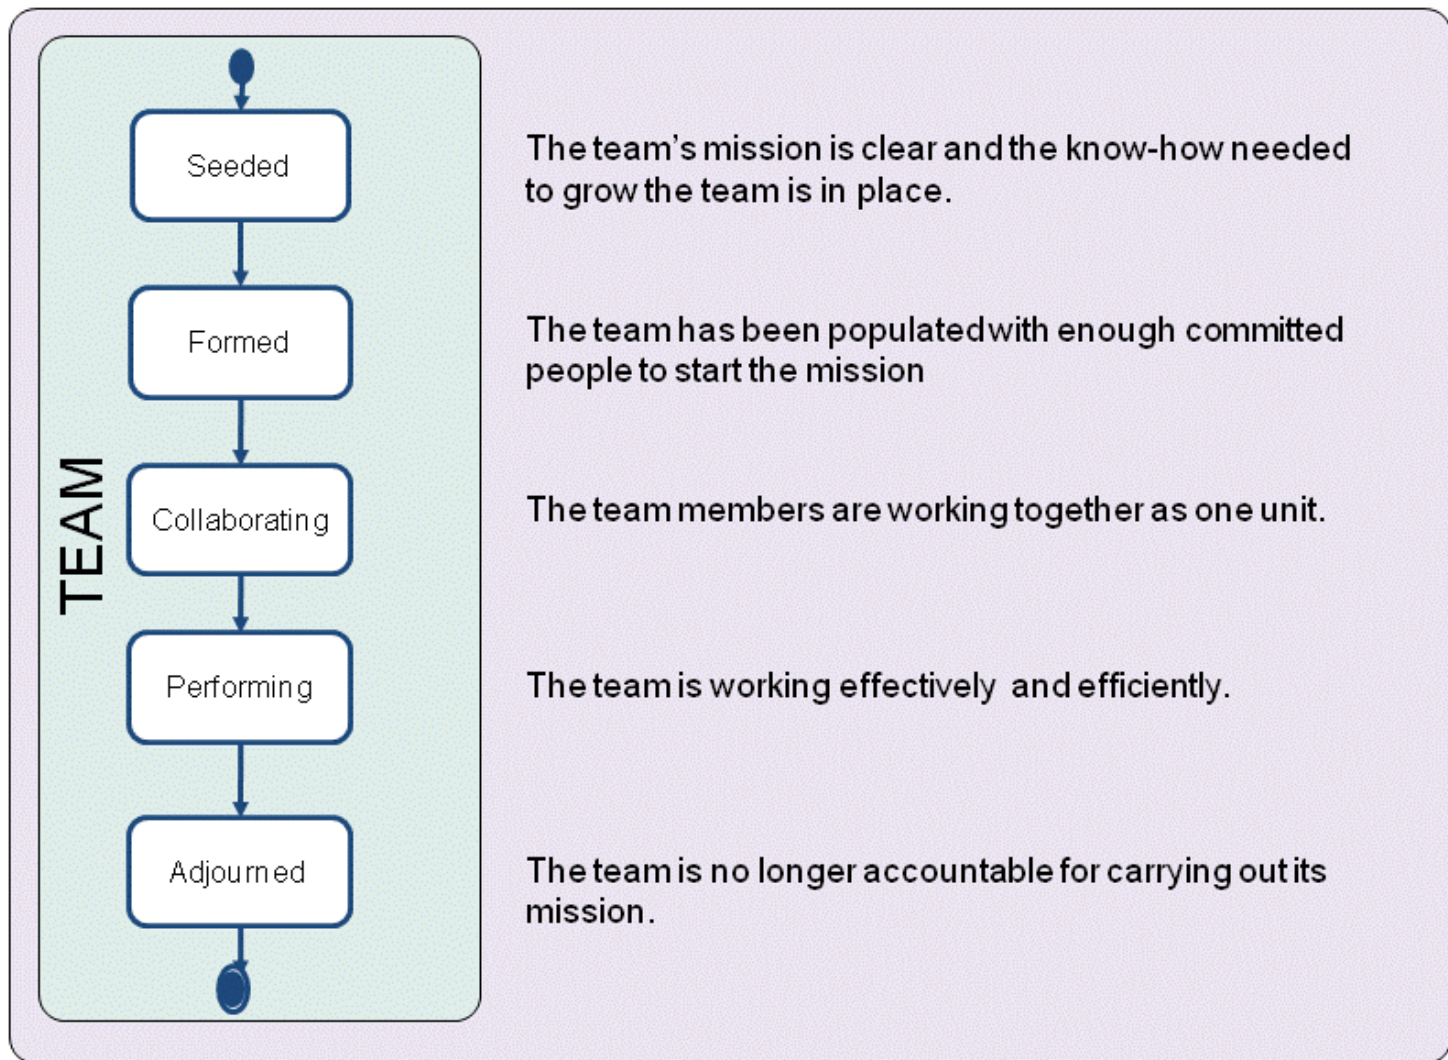 TEAM
Seeded
The team's mission is clear and the know-how needed
to grow the team is in place.
Formed
The team has been populated with enough committed
people to start the mission
Collaborating
The team members are working together as one unit.
Performing
The team is working effectively and efficiently.
Adjourned
The team is no longer accountable for carrying out its
mission.